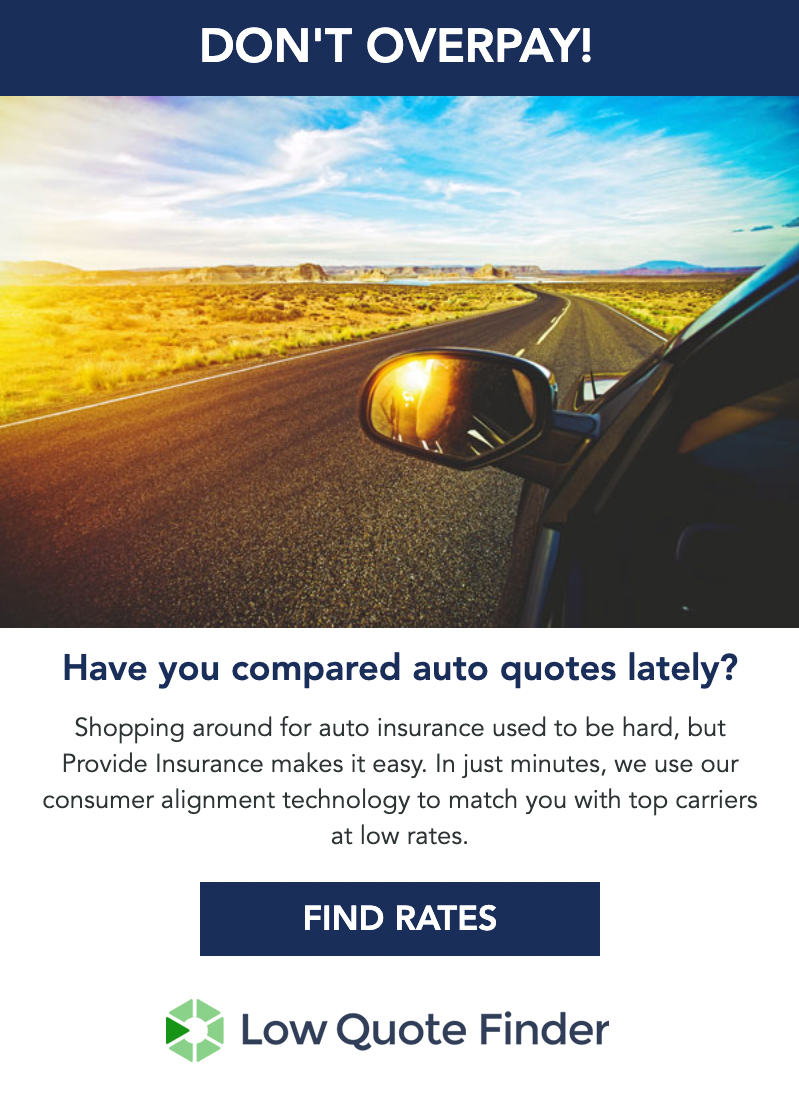 DON'T OVERPAY!
Have you compared auto quotes lately?
Shopping around for auto insurance used to be hard, but
Provide Insurance makes it easy. In just minutes, we use our
consumer alignment technology to match you with top carriers
at low rates.
FIND RATES
Low Quote Finder